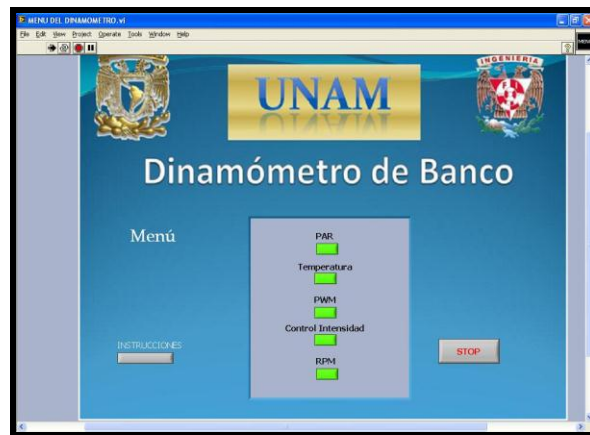 MENU DEL DINAMOMETRO.vi
File Edit View Project Operate Tools Window Help
INGENIERIA
UNAM
Dinamómetro de Banco
Menú
PAR
Temperatura
PWM
Control Intensidad
INSTRUCCIONES
STOP
RPM